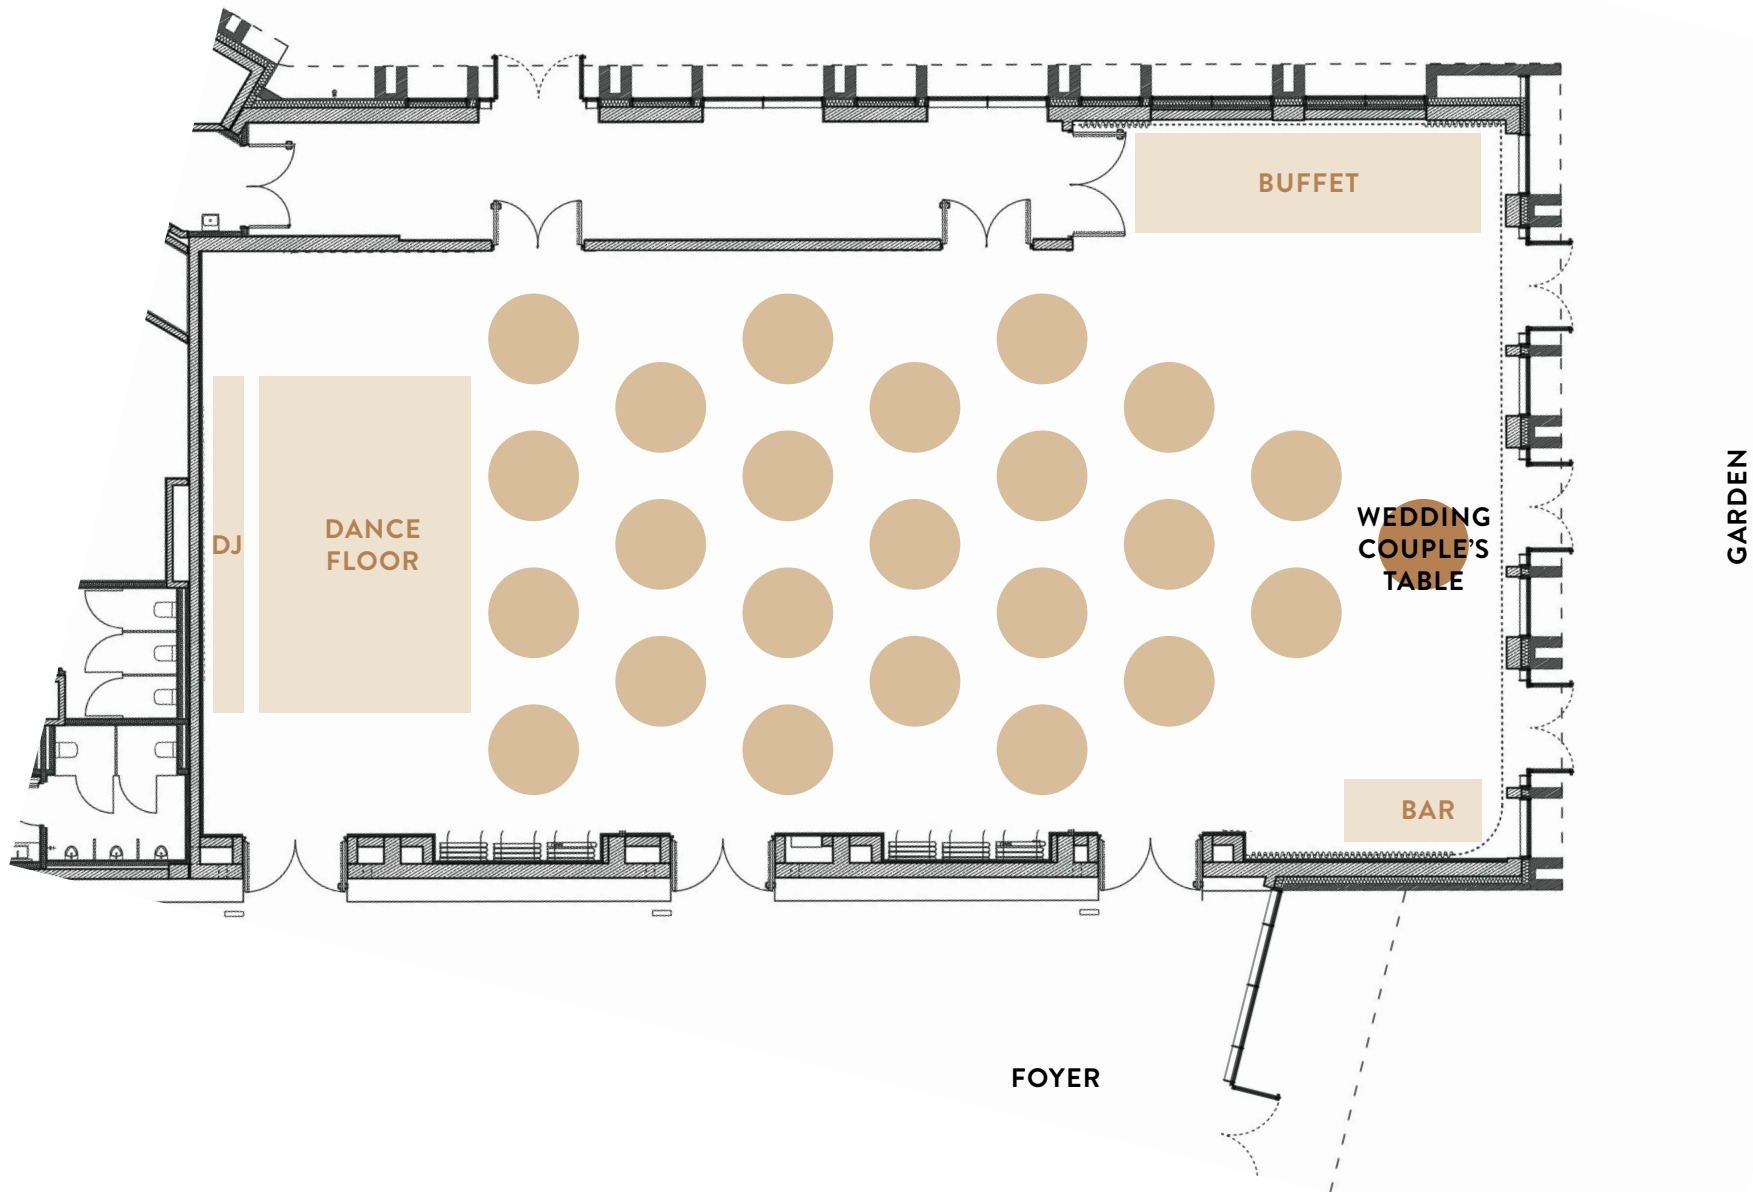 BUFFET
DJ
DANCE
FLOOR
WEDDING
COUPLE’S
TABLE
GARDEN
BAR
FOYER